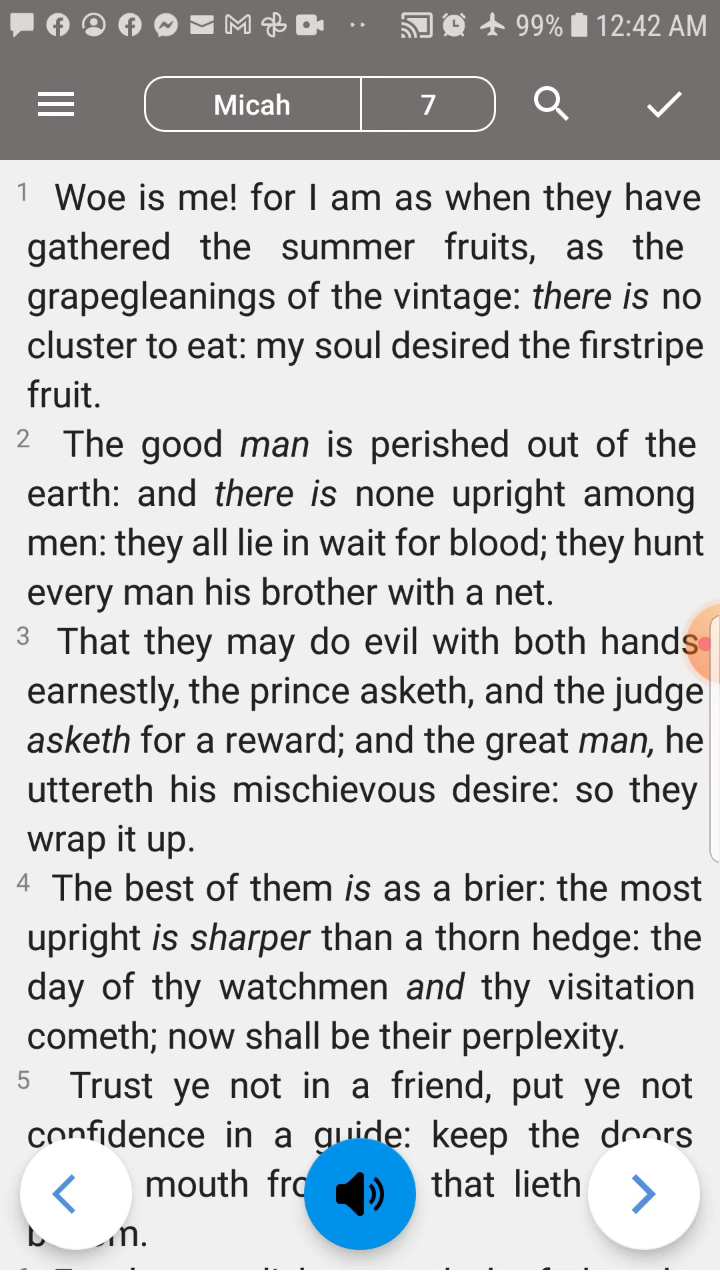 99% 12:42 AM
Micah 7
1 Woe is me! for I am as when they have
gathered the summer fruits, as the
grapegleanings of the vintage: there is no
cluster to eat: my soul desired the firstripe
fruit.
2 The good man is perished out of the
earth: and there is none upright among
men: they all lie in wait for blood; they hunt
every man his brother with a net.
3 That they may do evil with both hands
earnestly, the prince asketh, and the judge
asketh for a reward; and the great man, he
uttereth his mischievous desire: so they
wrap it up.
4 The best of them is as a brier: the most
upright is sharper than a thorn hedge: the
day of thy watchmen and thy visitation
cometh; now shall be their perplexity.
5 Trust ye not in a friend, put ye not
confidence in a guide: keep the doors
mouth that lieth